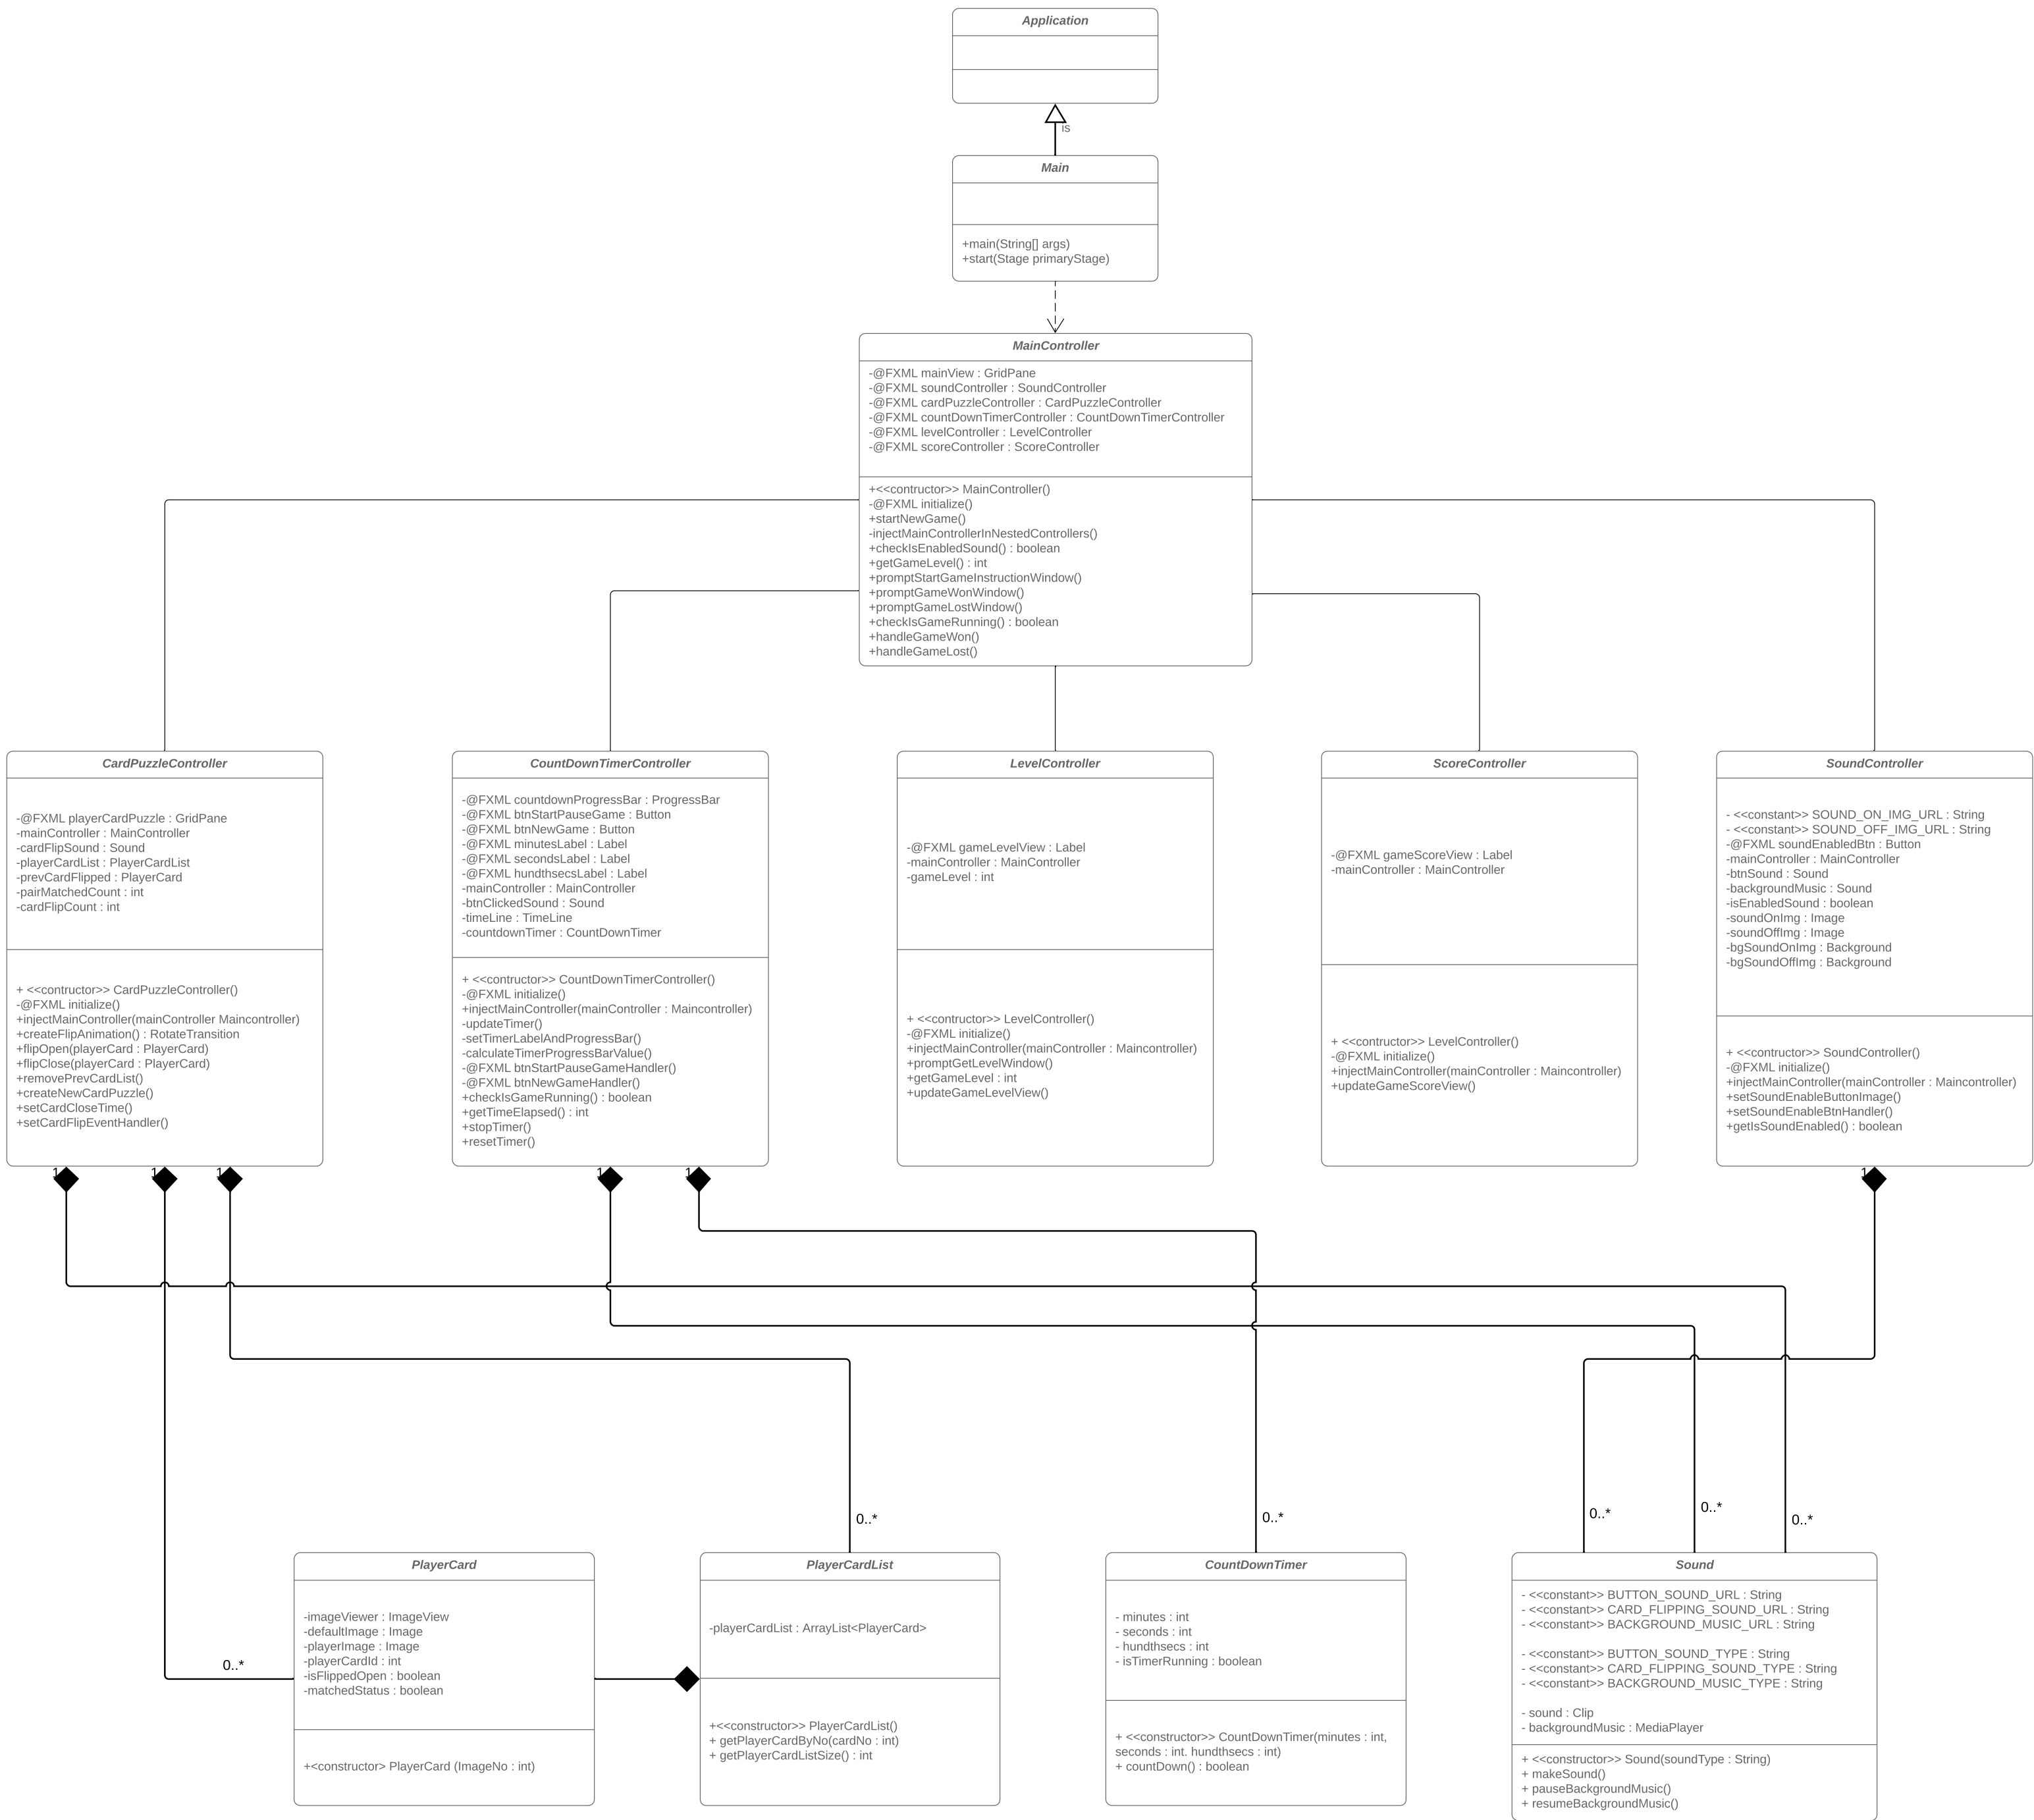 Application
IS
Main
+main(String[] args)
+start(Stage primaryStage)
MainController
-@FXML mainView : GridPane
-@FXML soundController : SoundController
-@FXML cardPuzzleController : CardPuzzleController
-@FXML countDownTimerController : CountDownTimerController
-@FXML levelController : LevelController
-@FXML scoreController : ScoreController
+<<contructor>> MainController()
-@FXML initialize()
+startNewGame()
-injectMainControllerInNestedControllers()
+checkIsEnabledSound() : boolean
+getGameLevel() : int
+promptStartGameInstructionWindow()
+promptGameWonWindow()
+promptGameLostWindow()
+checkIsGameRunning() : boolean
+handleGameWon()
+handleGameLost()
CardPuzzleController
-@FXML playerCardPuzzle : GridPane
-mainController : MainController
-cardFlipSound : Sound
-playerCardList : PlayerCardList
-prevCardFlipped : PlayerCard
-pairMatchedCount : int
-cardFlipCount : int
+ <<contructor>> CardPuzzleController()
-@FXML initialize()
+injectMainController(mainController Maincontroller)
+createFlipAnimation() : RotateTransition
+flipOpen(playerCard : PlayerCard)
+flipClose(playerCard : PlayerCard)
+removePrevCardList()
+createNewCardPuzzle()
+setCardCloseTime()
+setCardFlipEventHandler()
CountDownTimerController
-@FXML countdownProgressBar : ProgressBar
-@FXML btnStartPauseGame : Button
-@FXML btnNewGame : Button
-@FXML minutesLabel : Label
-@FXML secondsLabel : Label
-@FXML hundthsecsLabel : Label
-mainController : MainController
-btnClickedSound : Sound
-timeLine : TimeLine
-countdownTimer : CountDownTimer
+ <<contructor>> CountDownTimerController()
-@FXML initialize()
+injectMainController(mainController : Maincontroller)
-updateTimer()
-setTimerLabelAndProgressBar()
-calculateTimerProgressBarValue()
-@FXML btnStartPauseGameHandler()
-@FXML btnNewGameHandler()
+checkIsGameRunning() : boolean
+getTimeElapsed() : int
+stopTimer()
+resetTimer()
LevelController
-@FXML gameLevelView : Label
-mainController : MainController
-gameLevel : int
+ <<contructor>> LevelController()
-@FXML initialize()
+injectMainController(mainController : Maincontroller)
+promptGetLevelWindow()
+getGameLevel : int
+updateGameLevelView()
ScoreController
-@FXML gameScoreView : Label
-mainController : MainController
+ <<contructor>> LevelController()
-@FXML initialize()
+injectMainController(mainController : Maincontroller)
+updateGameScoreView()
SoundController
- <<constant>> SOUND_ON_IMG_URL : String
- <<constant>> SOUND_OFF_IMG_URL : String
-@FXML soundEnabledBtn : Button
-mainController : MainController
-btnSound : Sound
-backgroundMusic : Sound
-isEnabledSound : boolean
-soundOnImg : Image
-soundOffImg : Image
-bgSoundOnImg : Background
-bgSoundOffImg : Background
+ <<contructor>> SoundController()
-@FXML initialize()
+injectMainController(mainController : Maincontroller)
+setSoundEnableButtonImage()
+setSoundEnableBtnHandler()
+getIsSoundEnabled() : boolean
1
1
1
1
1
1
0..*
0..*
0..*
0..*
0..*
0..*
PlayerCard
-imageViewer : ImageView
-defaultImage : Image
-playerImage : Image
-playerCardId : int
-isFlippedOpen : boolean
-matchedStatus : boolean
+<constructor> PlayerCard (ImageNo : int)
PlayerCardList
-playerCardList : ArrayList<PlayerCard>
+<<constructor>> PlayerCardList()
+ getPlayerCardByNo(cardNo : int)
+ getPlayerCardListSize() : int
CountDownTimer
- minutes : int
- seconds : int
- hundthsecs : int
- isTimerRunning : boolean
+ <<constructor>> CountDownTimer(minutes : int,
seconds : int. hundthsecs : int)
+ countDown() : boolean
Sound
- <<constant>> BUTTON_SOUND_URL : String
- <<constant>> CARD_FLIPPING_SOUND_URL : String
- <<constant>> BACKGROUND_MUSIC_URL : String
- <<constant>> BUTTON_SOUND_TYPE : String
- <<constant>> CARD_FLIPPING_SOUND_TYPE : String
- <<constant>> BACKGROUND_MUSIC_TYPE : String
- sound : Clip
- backgroundMusic : MediaPlayer
+ <<constructor>> Sound(soundType : String)
+ makeSound()
+ pauseBackgroundMusic()
+ resumeBackgroundMusic()